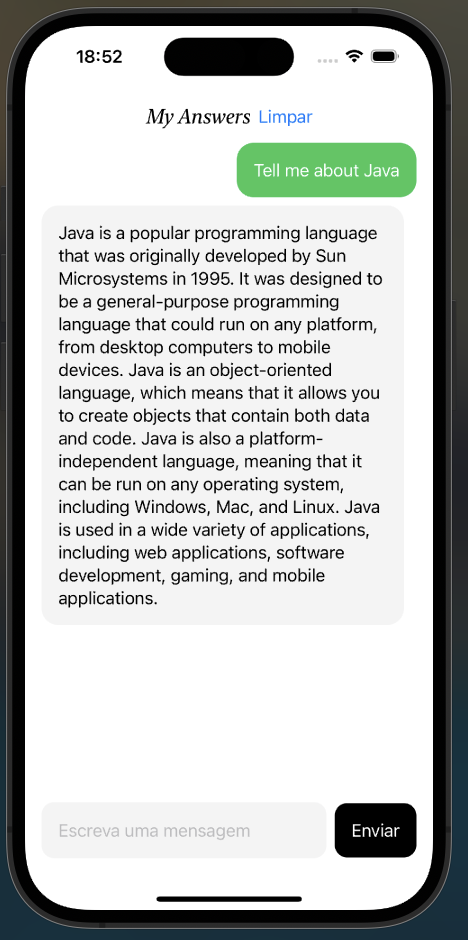 18:52
My Answers Limpar
Tell me about Java
Java is a popular programming language
that was originally developed by Sun
Microsystems in 1995. It was designed to
be a general-purpose programming
language that could run on any platform,
from desktop computers to mobile
devices. Java is an object-oriented
language, which means that it allows you
to create objects that contain both data
and code. Java is also a platform-
independent language, meaning that it
can be run on any operating system,
including Windows, Mac, and Linux. Java
is used in a wide variety of applications,
including web applications, software
development, gaming, and mobile
applications.
Escreva uma mensagem
Enviar